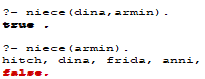 ?- niece(dina,armin).
true .
?- niece(armin).
hitch, dina, frida, anni,
false.